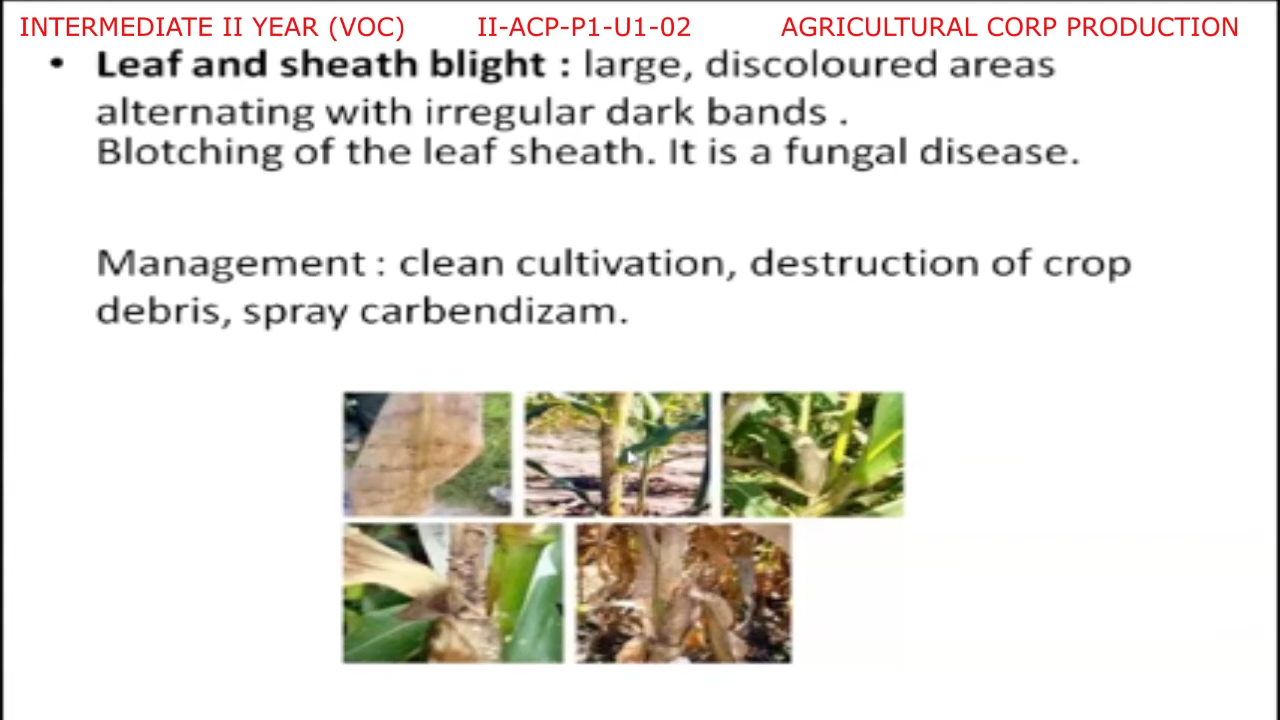 INTERMEDIATE II YEAR (VOC) II-ACP-P1-U1-02 AGRICULTURAL CORP PRODUCTION
• Leaf and sheath blight : large, discoloured areas
alternating with irregular dark bands .
Blotching of the leaf sheath. It is a fungal disease.
Management : clean cultivation, destruction of crop
debris, spray carbendizam.